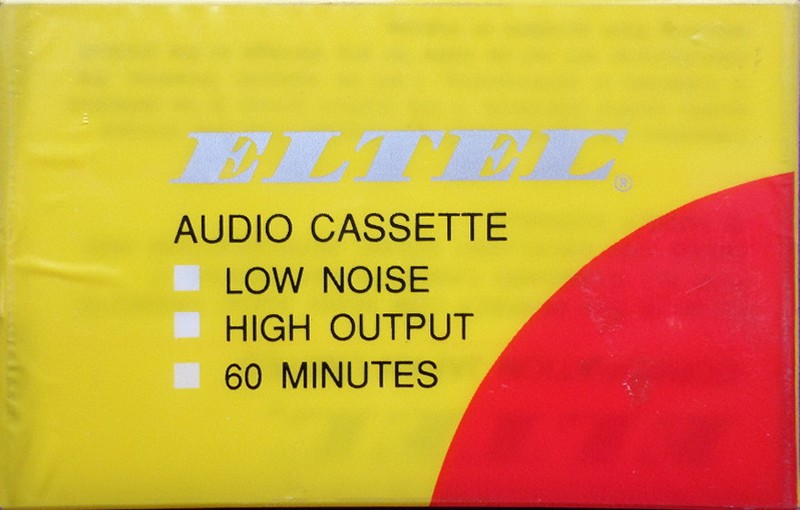 ELTEL®
AUDIO CASSETTE
LOW NOISE
HIGH OUTPUT
60 MINUTES